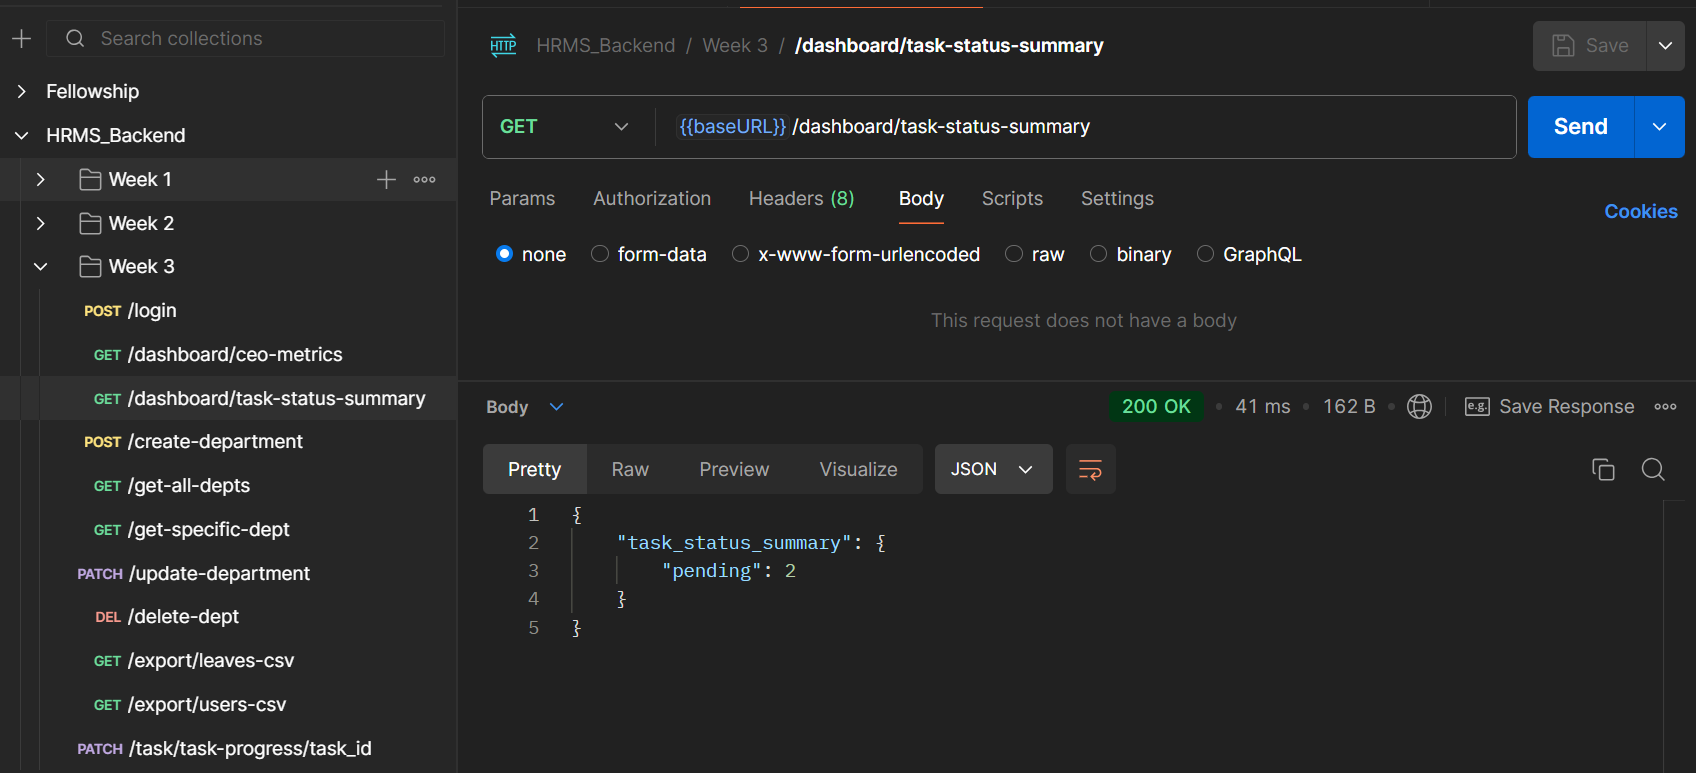 Search collections
Fellowship
HRMS_Backend
Week 1
Week 2
Week 3
POST /login
GET /dashboard/ceo-metrics
GET /dashboard/task-status-summary
POST /create-department
GET /get-all-depts
GET /get-specific-dept
PATCH /update-department
DEL /delete-dept
GET /export/leaves-csv
GET /export/users-csv
PATCH /task/task-progress/task_id
HTTP HRMS_Backend / Week 3 / /dashboard/task-status-summary
Save
GET {{baseURL}} /dashboard/task-status-summary
Send
Params Authorization Headers (8) Body Scripts Settings
Cookies
none form-data x-www-form-urlencoded raw binary GraphQL
This request does not have a body
Body 200 OK 41 ms 162 B e.g. Save Response
Pretty Raw Preview Visualize JSON
1 {
2 "task_status_summary": {
3 "pending": 2
4 }
5 }